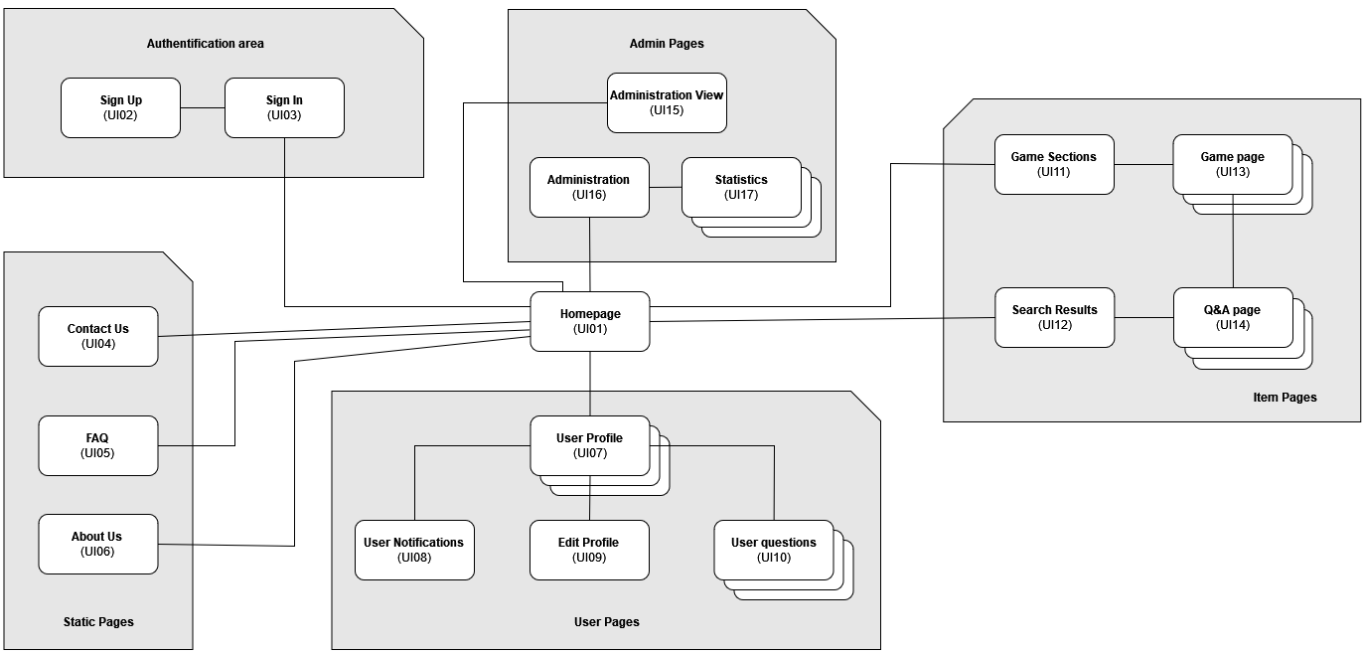 Authentification area
Sign Up
(UI02)
Sign In
(UI03)
Admin Pages
Administration View
(UI15)
Administration
(UI16)
Statistics
(UI17)
Game Sections
(UI11)
Game page
(UI13)
Search Results
(UI12)
Q&A page
(UI14)
Item Pages
Homepage
(UI01)
Contact Us
(UI04)
FAQ
(UI05)
About Us
(UI06)
Static Pages
User Profile
(UI07)
User Notifications
(UI08)
Edit Profile
(UI09)
User questions
(UI10)
User Pages